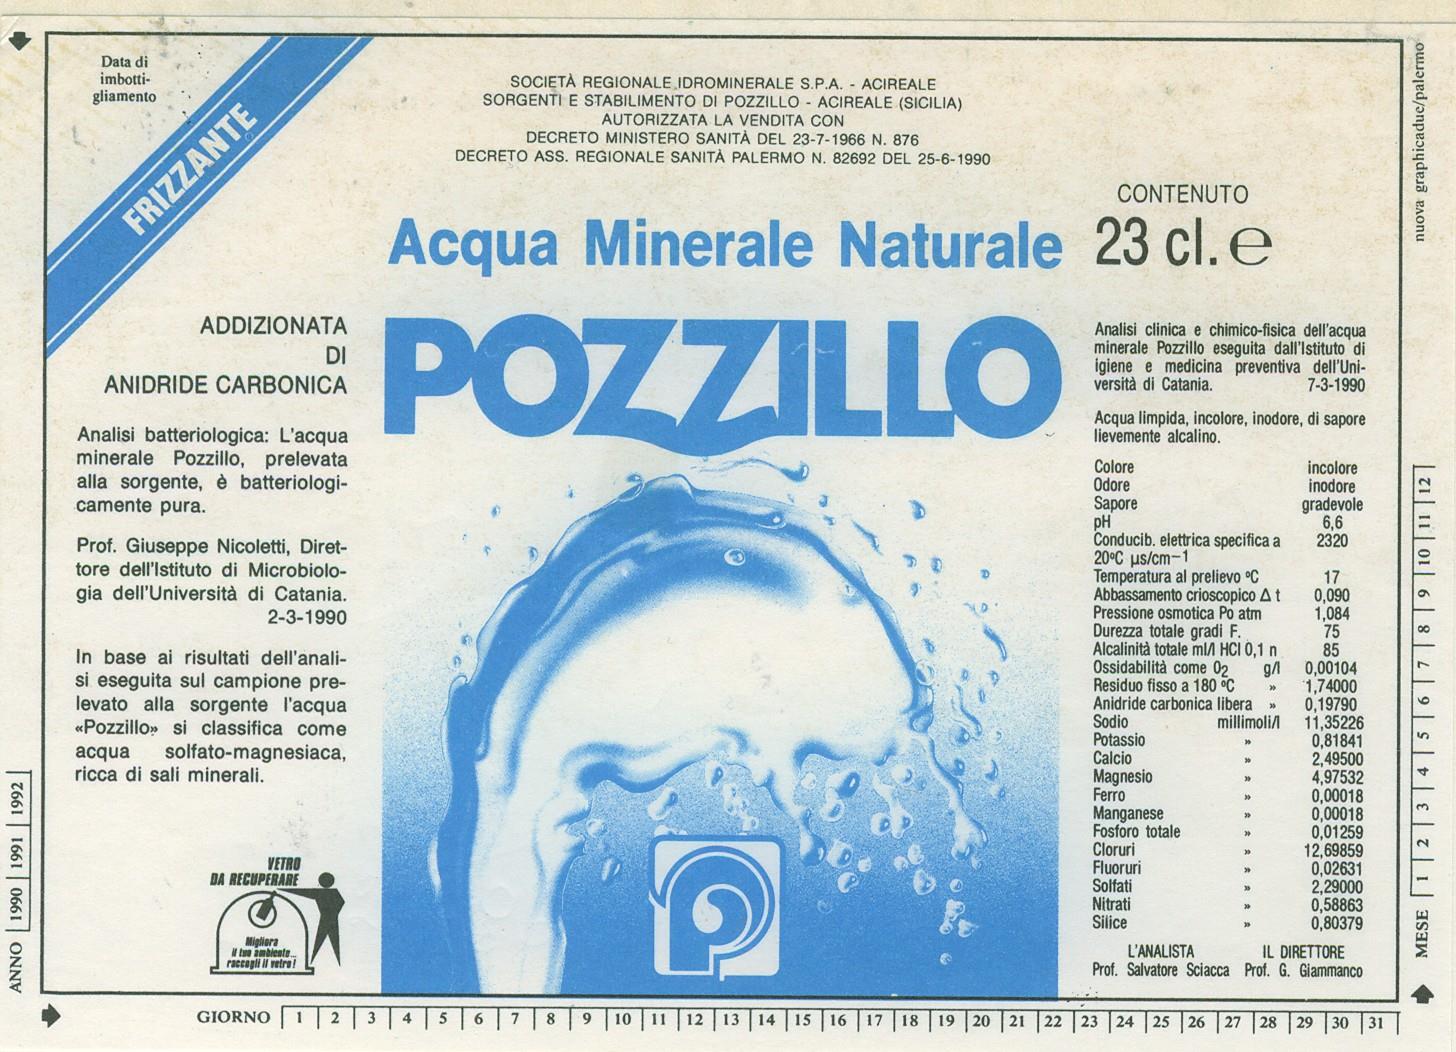 Data di
imbotti-
gliamento
FRIZZANTE
SOCIETÀ REGIONALE IDROMINERALE S.P.A. - ACIREALE
SORGENTI E STABILIMENTO DI POZZILLO - ACIREALE (SICILIA)
AUTORIZZATA LA VENDITA CON
DECRETO MINISTERO SANITÀ DEL 23-7-1966 N. 876
DECRETO ASS. REGIONALE SANITÀ PALERMO N. 82692 DEL 25-6-1990
CONTENUTO
23 cl. e
Acqua Minerale Naturale
POZZILLO
ADDIZIONATA
DI
ANIDRIDE CARBONICA
Analisi batteriologica: L'acqua
minerale Pozzillo, prelevata
alla sorgente, è batteriologi-
camente pura.
Prof. Giuseppe Nicoletti, Diret-
tore dell'Istituto di Microbiolo-
gia dell'Università di Catania.
2-3-1990
In base ai risultati dell'anali-
si eseguita sul campione pre-
levato alla sorgente l'acqua
«Pozzillo» si classifica come
acqua solfato-magnesiaca,
ricca di sali minerali.
VETRO
DA RECUPERARE
Migliora
il tuo ambiente...
raccogli il vetro!
Analisi clinica e chimico-fisica dell'acqua
minerale Pozzillo eseguita dall'Istituto di
igiene e medicina preventiva dell'Uni-
versità di Catania. 7-3-1990
Acqua limpida, incolore, inodore, di sapore
lievemente alcalino.
Colore incolore
Odore inodore
Sapore gradevole
pH 6,6
Conducib. elettrica specifica a 2320
20ºC µs/cm-1
Temperatura al prelievo ºC 17
Abbassamento crioscopico Δ t 0,090
Pressione osmotica Po atm 1,084
Durezza totale gradi F. 75
Alcalinità totale ml/l HCl 0,1 n 85
Ossidabilità come 02 g/l 0,00104
Residuo fisso a 180 ºC » 1,74000
Anidride carbonica libera » 0,19790
Sodio millimoli/l 11,35226
Potassio » 0,81841
Calcio » 2,49500
Magnesio » 4,97532
Ferro » 0,00018
Manganese » 0,00018
Fosforo totale » 0,01259
Cloruri » 12,69859
Fluoruri » 0,02631
Solfati » 2,29000
Nitrati » 0,58863
Silice » 0,80379
L'ANALISTA IL DIRETTORE
Prof. Salvatore Sciacca Prof. G. Giammanco
nuova graphicaduc/palermo
MESE 1 2 3 4 5 6 7 8 9 10 11 12
ANNO 1990 1991 1992
GIORNO 1 2 3 4 5 6 7 8 9 10 11 12 13 14 15 16 17 18 19 20 21 22 23 24 25 26 27 28 29 30 31